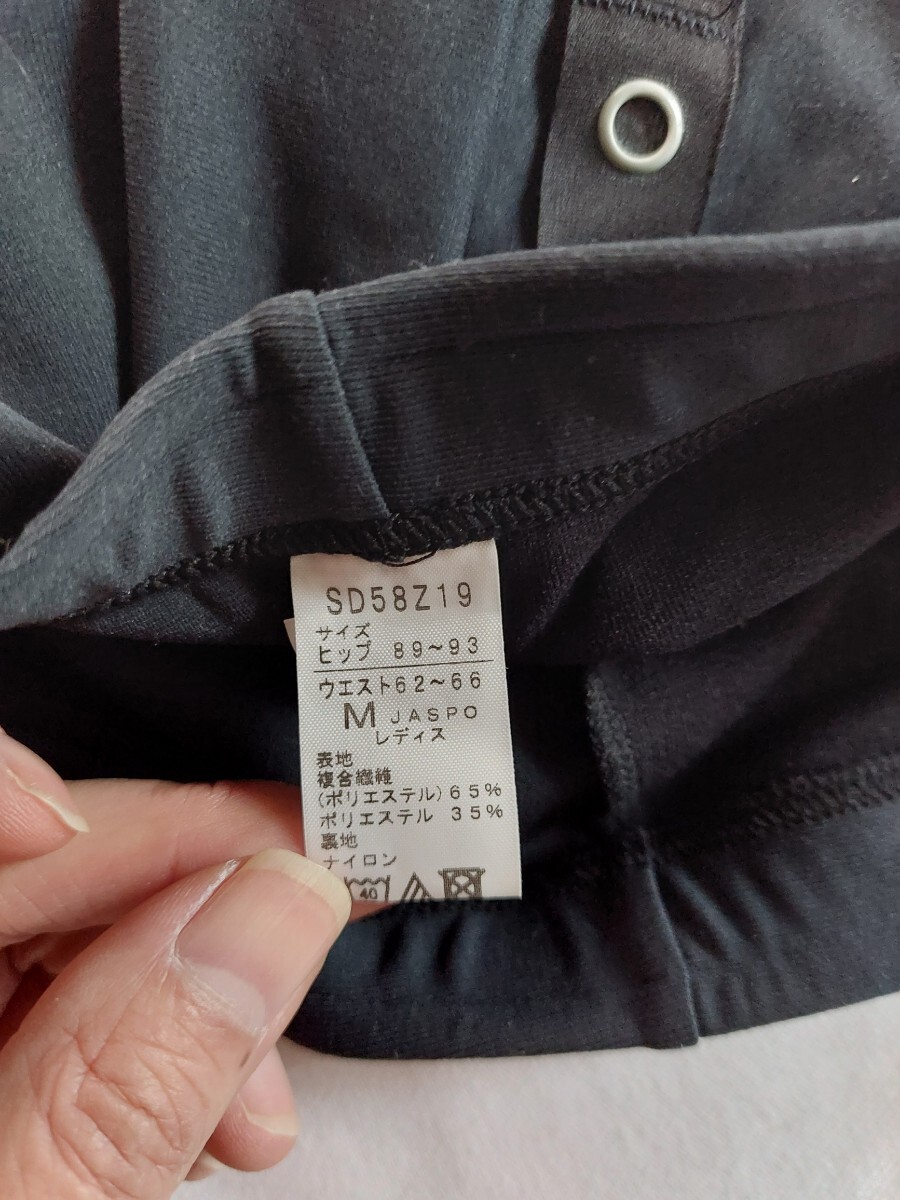 SD58Z19
サイズ
ヒップ 89~93
ウエスト62~66
M JASPO
レディス
表地
複合繊維
(ポリエステル)65%
ポリエステル 35%
裏地
ナイロン
40